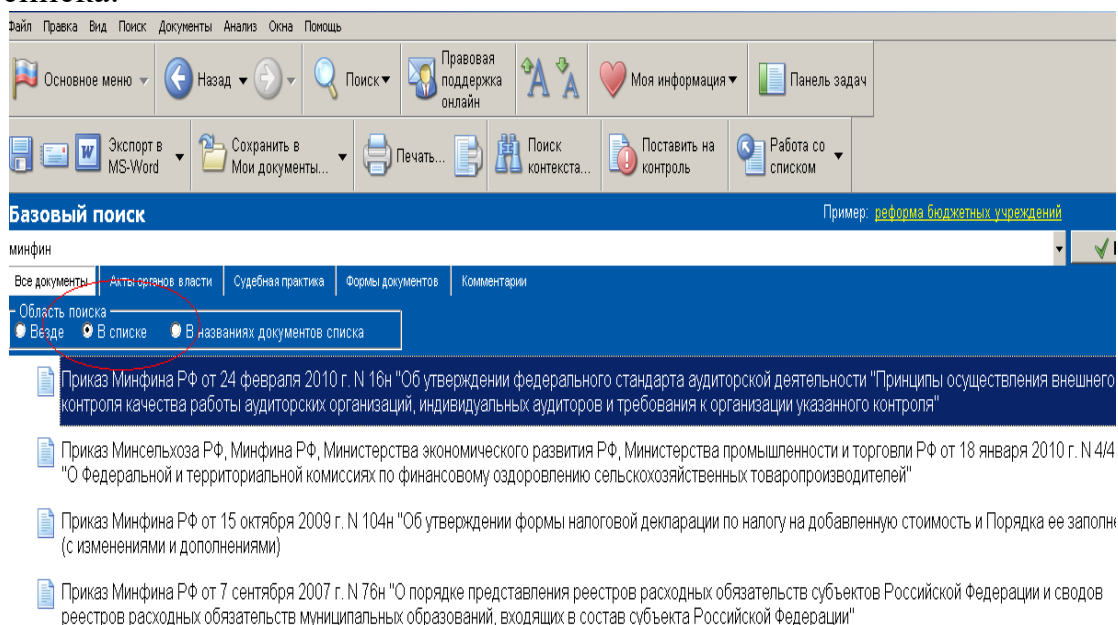 Файл Правка Вид Поиск Документы Анализ Окна Помощь
Основное меню Назад Поиск Правовая поддержка онлайн Моя информация Панель задач
Экспорт в MS-Word Сохранить в Мои документы... Печать... Поиск контекста... Поставить на контроль Работа со списком
Базовый поиск Пример: реформа бюджетных учреждений
минфин
Все документы Акты органов власти Судебная практика Формы документов Комментарии
Область поиска
Везде В списке В названиях документов списка
Приказ Минфина РФ от 24 февраля 2010 г. N 16н "Об утверждении федерального стандарта аудиторской деятельности "Принципы осуществления внешнего
контроля качества работы аудиторских организаций, индивидуальных аудиторов и требования к организации указанного контроля"
Приказ Минсельхоза РФ, Минфина РФ, Министерства экономического развития РФ, Министерства промышленности и торговли РФ от 18 января 2010 г. N 4/4
"О Федеральной и территориальной комиссиях по финансовому оздоровлению сельскохозяйственных товаропроизводителей"
Приказ Минфина РФ от 15 октября 2009 г. N 104н "Об утверждении формы налоговой декларации по налогу на добавленную стоимость и Порядка ее
(с изменениями и дополнениями)
Приказ Минфина РФ от 7 сентября 2007 г. N 76н "О порядке представления реестров расходных обязательств субъектов Российской Федерации и сводов
реестров расходных обязательств муниципальных образований, входящих в состав субъекта Российской Федерации"